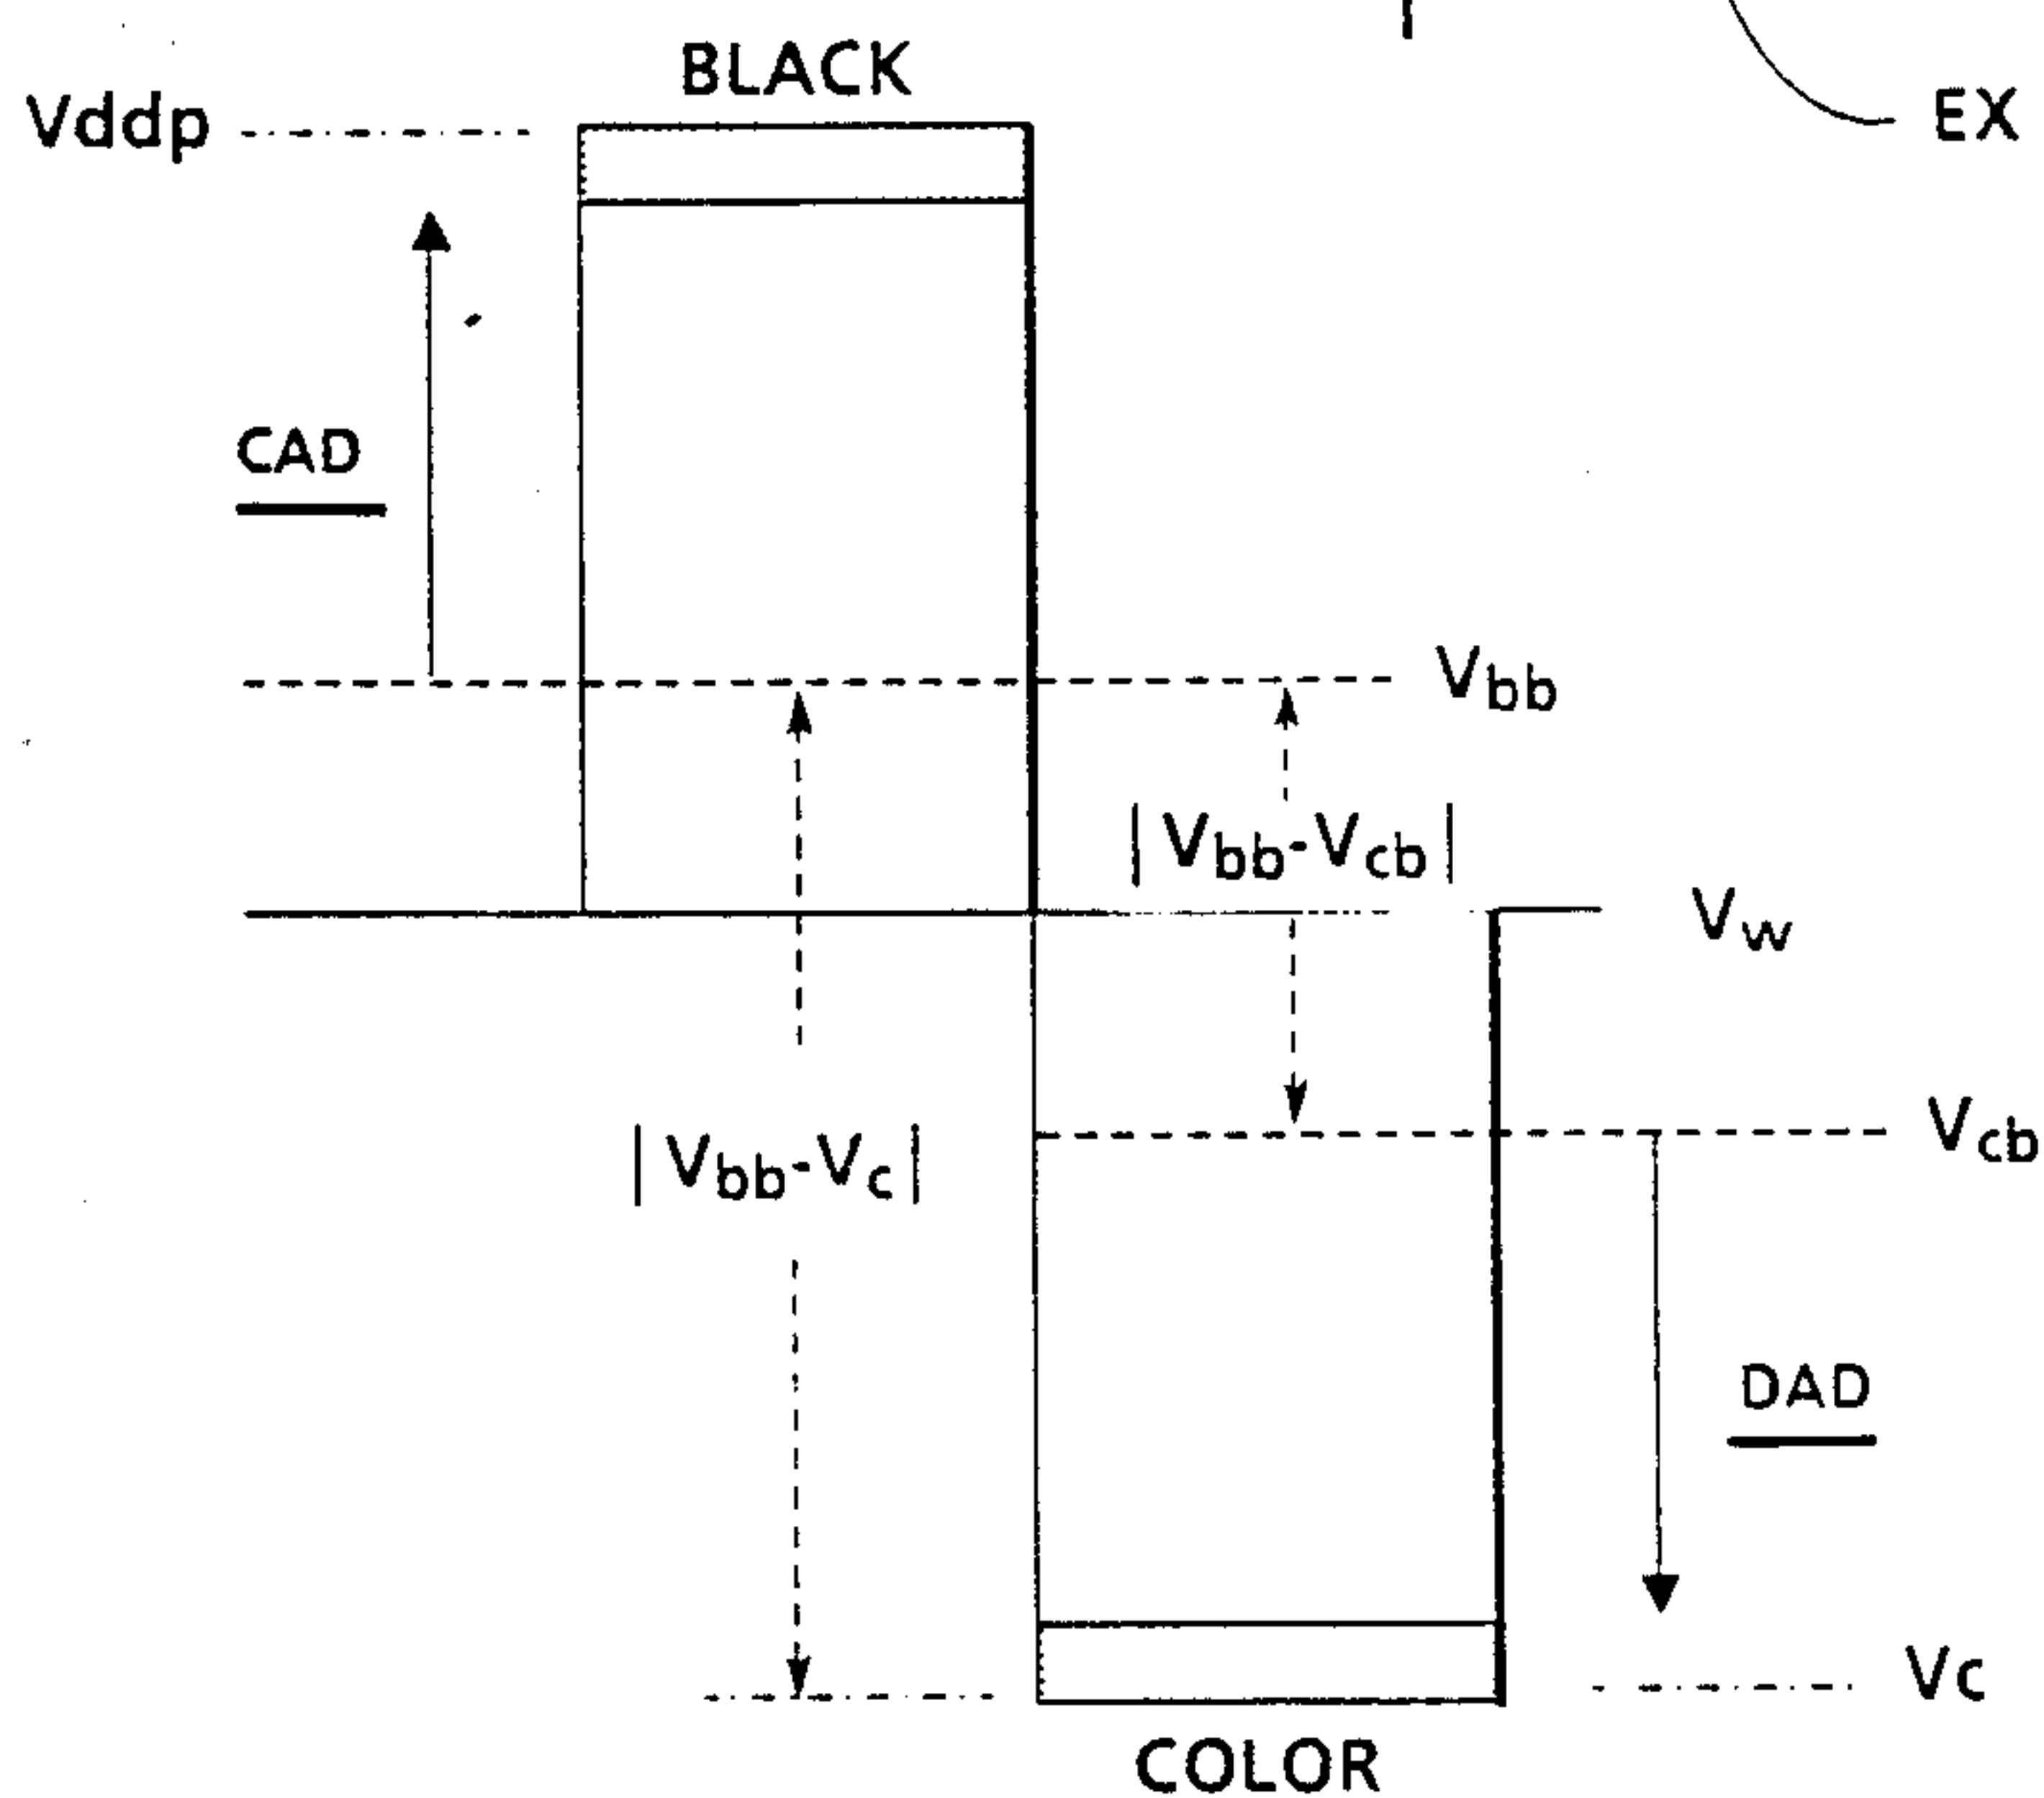 BLACK
Vddp
EX
CAD
Vbb
| Vbb-Vcb |
Vw
Vcb
| Vbb-Vc |
DAD
Vc
COLOR